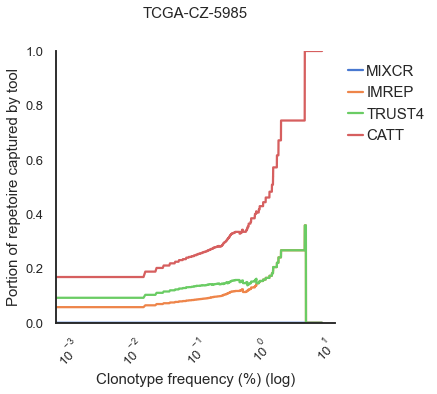 TCGA-CZ-5985
Portion of repetoire captured by tool
1.0
0.8
0.6
0.4
0.2
0.0
10⁻³
10⁻²
10⁻¹
10⁰
10¹
Clonotype frequency (%) (log)
MIXCR
IMREP
TRUST4
CATT